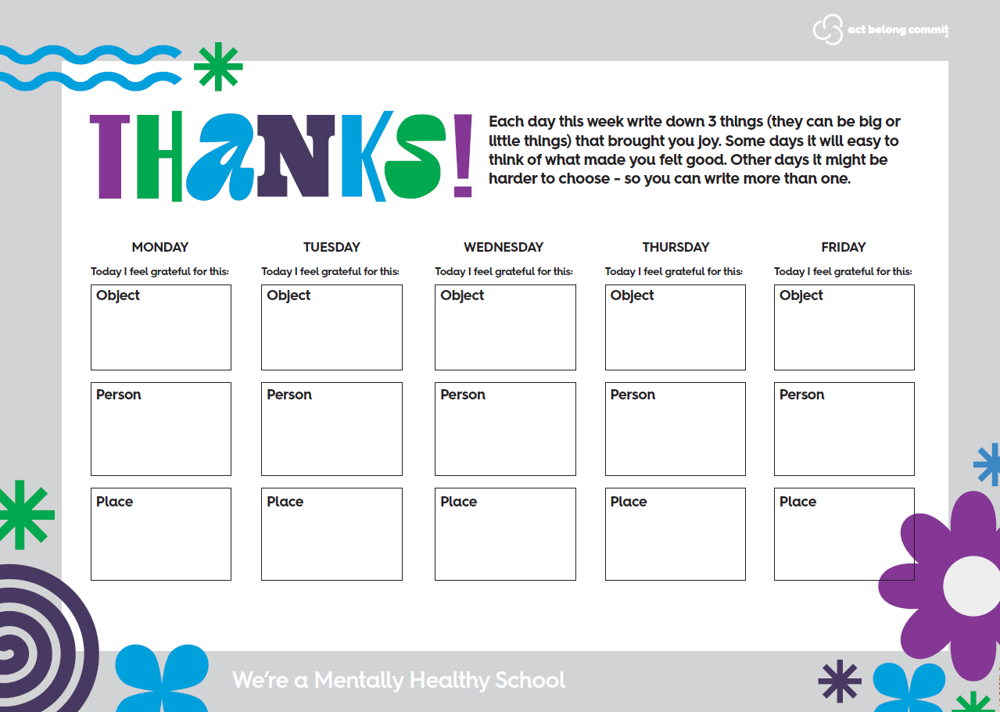 act belong commit
THaNKS!
Each day this week write down 3 things (they can be big or
little things) that brought you joy. Some days it will easy to
think of what made you felt good. Other days it might be
harder to choose - so you can write more than one.
MONDAY TUESDAY WEDNESDAY THURSDAY FRIDAY
Today I feel grateful for this: Today I feel grateful for this: Today I feel grateful for this: Today I feel grateful for this: Today I feel grateful for this:
Object Object Object Object Object
Person Person Person Person Person
Place Place Place Place Place
We're a Mentally Healthy School